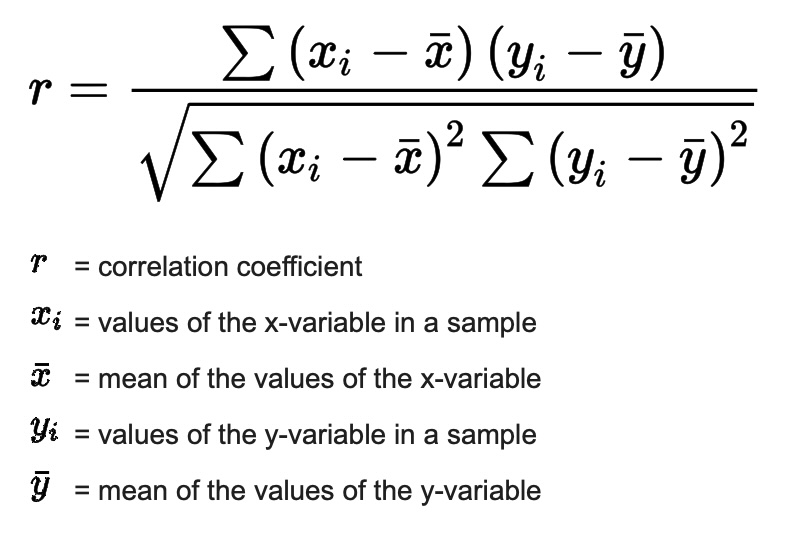 r = ∑ (xᵢ − x̄) (yᵢ − ȳ) / √∑ (xᵢ − x̄)² ∑ (yᵢ − ȳ)²
r = correlation coefficient
xᵢ = values of the x-variable in a sample
x̄ = mean of the values of the x-variable
yᵢ = values of the y-variable in a sample
ȳ = mean of the values of the y-variable